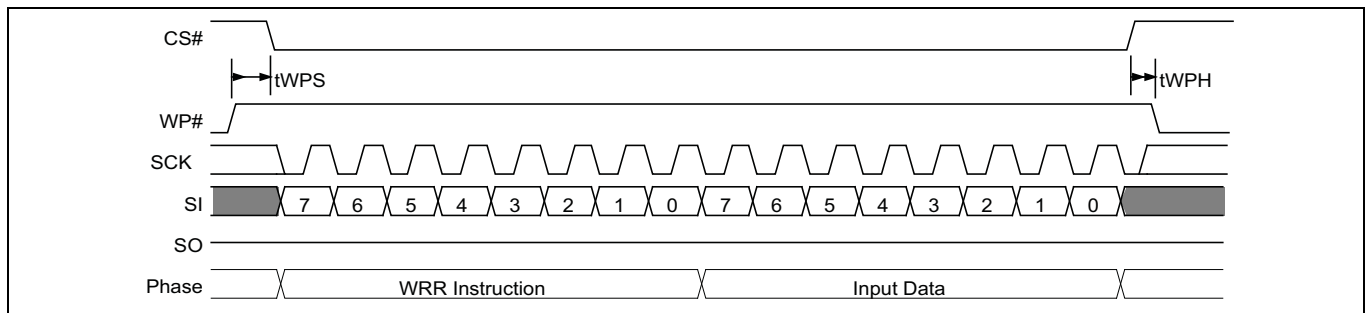 CS#
tWPS
tWPH
WP#
SCK
SI 7 6 5 4 3 2 1 0 7 6 5 4 3 2 1 0
SO
Phase WRR Instruction Input Data